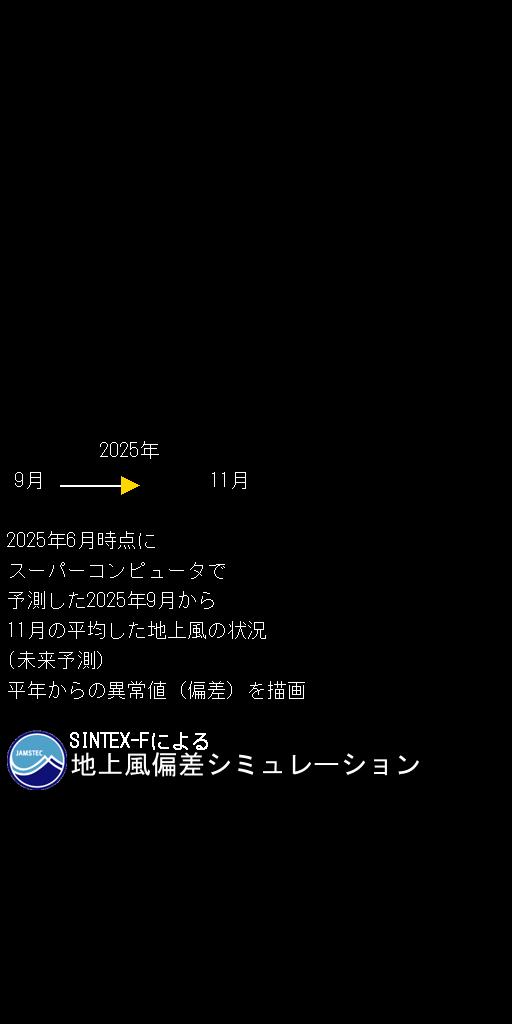 2025年
9月 11月
2025年6月時点に
スーパーコンピュータで
予測した2025年9月から
11月の平均した地上風の状況
(未来予測)
平年からの異常値(偏差)を描画
SINTEX-Fによる
JAMSTEC
地上風偏差シミュレーション